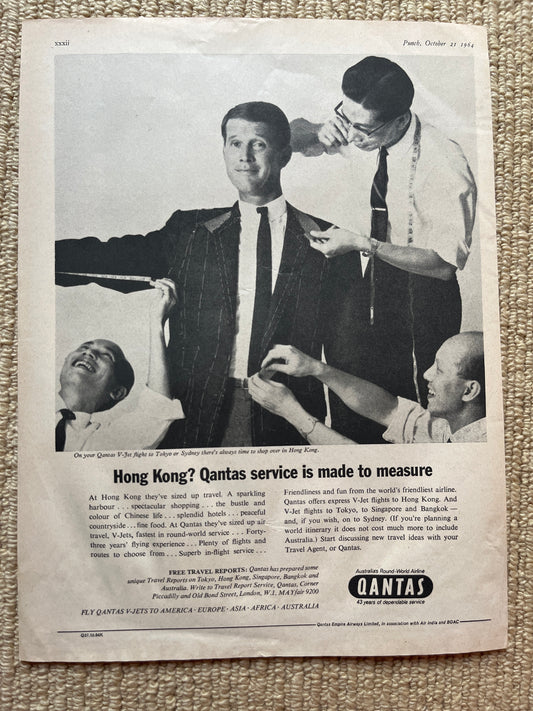 xxxii
Punch, October 21 1964
On your Qantas V-Jet flight to Tokyo or Sydney there's always time to shop over in Hong Kong.
Hong Kong? Qantas service is made to measure
At Hong Kong they've sized up travel. A sparkling
harbour . . . spectacular shopping . . . the bustle and
colour of Chinese life . . . splendid hotels . . . peaceful
countryside . . . fine food. At Qantas they've sized up air
travel, V-Jets, fastest in round-world service . . . Forty-
three years' flying experience . . . Plenty of flights and
routes to choose from . . . Superb in-flight service . . .
Friendliness and fun from the world's friendliest airline.
Qantas offers express V-Jet flights to Hong Kong. And
V-Jet flights to Tokyo, to Singapore and Bangkok —
and, if you wish, on to Sydney. (If you're planning a
world itinerary it does not cost much more to include
Australia.) Start discussing new travel ideas with your
Travel Agent, or Qantas.
FREE TRAVEL REPORTS: Qantas has prepared some
unique Travel Reports on Tokyo, Hong Kong, Singapore, Bangkok and
Australia. Write to Travel Report Service, Qantas, Corner
Piccadilly and Old Bond Street, London, W.1. MAYfair 9200
FLY QANTAS V-JETS TO AMERICA · EUROPE · ASIA · AFRICA · AUSTRALIA
Australia's Round-World Airline
QANTAS
43 years of dependable service
Qantas Empire Airways Limited, in association with Air India and BOAC